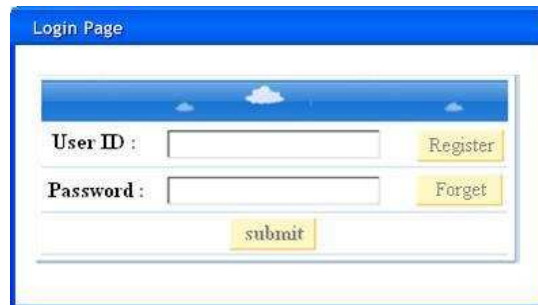 Login Page
User ID : Register
Password : Forget
submit